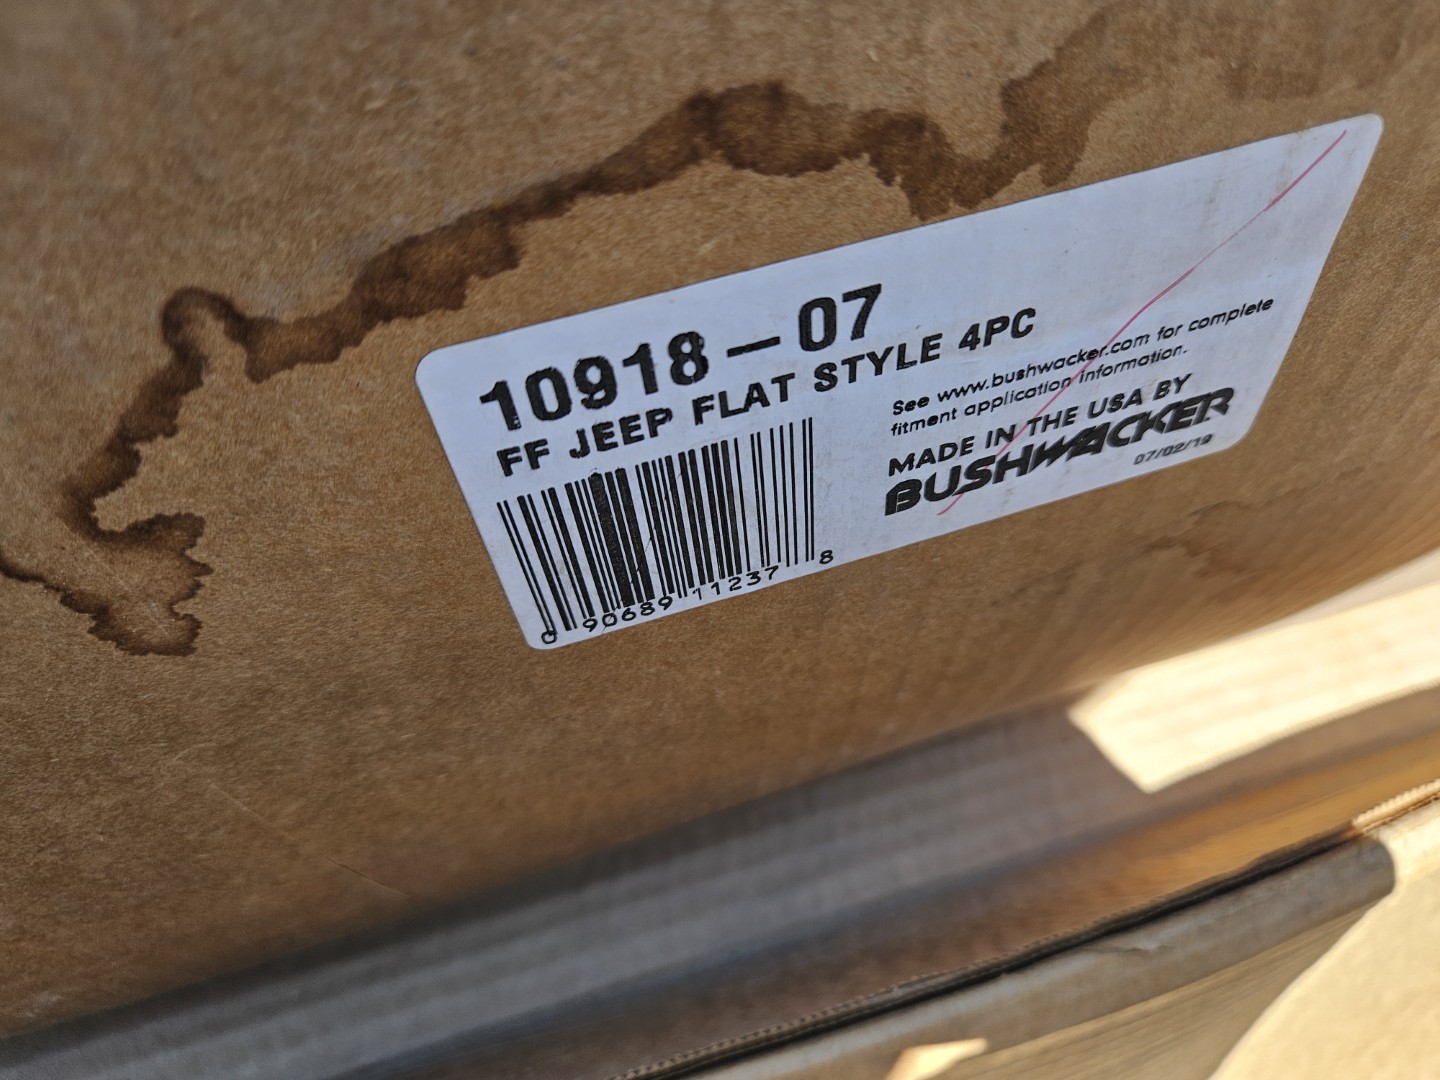 10918-07
FF JEEP FLAT STYLE 4PC
See www.bushwacker.com for complete
fitment application information.
MADE IN THE USA BY
BUSHWACKER
07/02/19
0 90689 11237 8